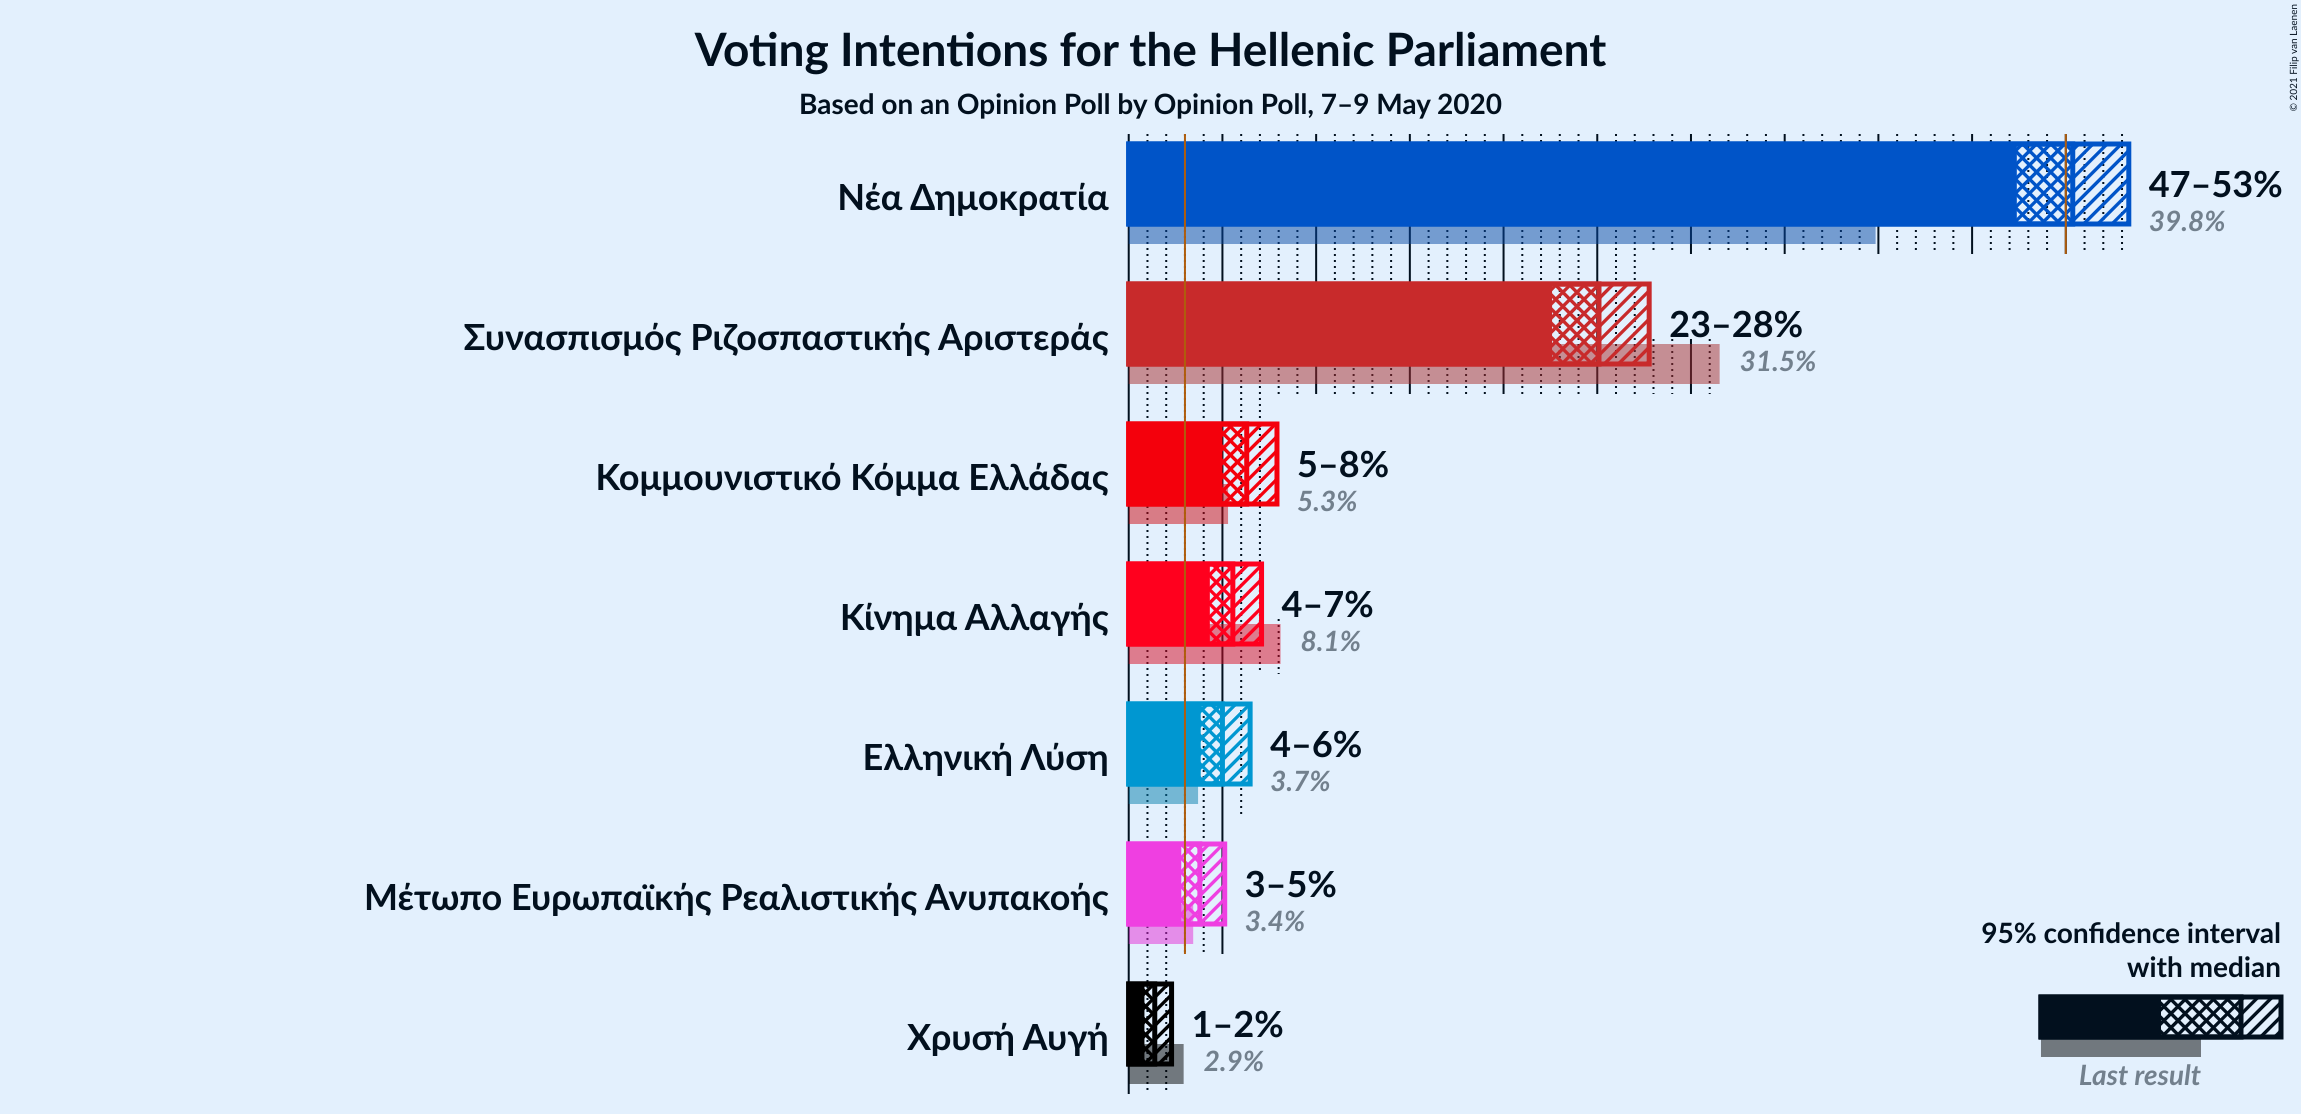 © 2021 Filip van Laenen
Voting Intentions for the Hellenic Parliament
Based on an Opinion Poll by Opinion Poll, 7–9 May 2020
Νέα Δημοκρατία
47–53%
39.8%
Συνασπισμός Ριζοσπαστικής Αριστεράς
23–28%
31.5%
Κομμουνιστικό Κόμμα Ελλάδας
5–8%
5.3%
Κίνημα Αλλαγής
4–7%
8.1%
Ελληνική Λύση
4–6%
3.7%
Μέτωπο Ευρωπαϊκής Ρεαλιστικής Ανυπακοής
3–5%
3.4%
Χρυσή Αυγή
1–2%
2.9%
95% confidence interval
with median
Last result